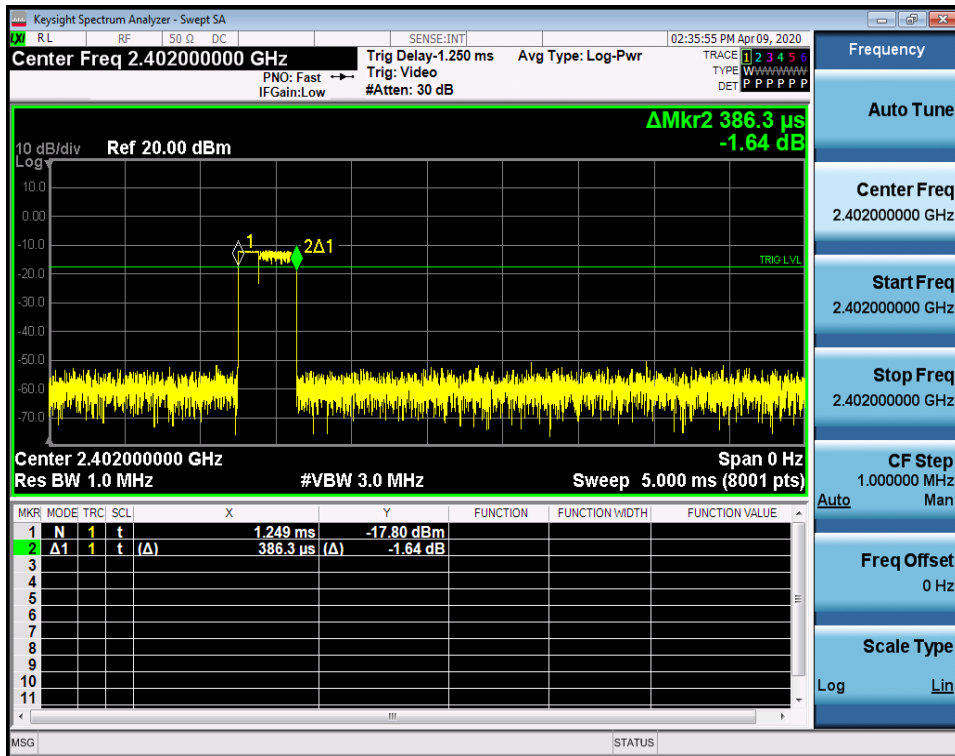 Keysight Spectrum Analyzer - Swept SA
LXI RL RF 50 Ω DC SENSE:INT 02:35:55 PM Apr 09, 2020
Center Freq 2.402000000 GHz
PNO: Fast
IFGain:Low
Trig Delay-1.250 ms
Trig: Video
#Atten: 30 dB
Avg Type: Log-Pwr
TRACE 1 2 3 4 5 6
TYPE WWWWWWW
DET P P P P P P
ΔMkr2 386.3 µs
-1.64 dB
10 dB/div Ref 20.00 dBm
Log
10.0
0.00
-10.0
-20.0
-30.0
-40.0
-50.0
-60.0
-70.0
1
2Δ1
TRIG LVL
Center 2.402000000 GHz Span 0 Hz
Res BW 1.0 MHz #VBW 3.0 MHz Sweep 5.000 ms (8001 pts)
MKR MODE TRC SCL X Y FUNCTION FUNCTION WIDTH FUNCTION VALUE
1 N 1 t 1.249 ms -17.80 dBm
2 Δ1 1 t (Δ) 386.3 µs (Δ) -1.64 dB
3
4
5
6
7
8
9
10
11
MSG STATUS
Frequency
Auto Tune
Center Freq
2.402000000 GHz
Start Freq
2.402000000 GHz
Stop Freq
2.402000000 GHz
CF Step
1.000000 MHz
Auto Man
Freq Offset
0 Hz
Scale Type
Log Lin